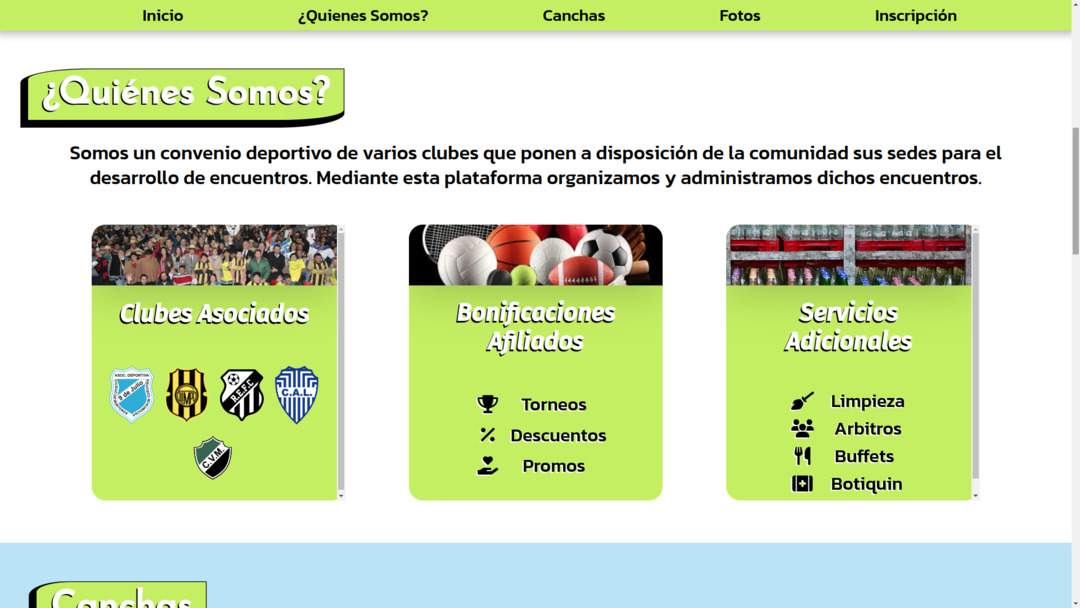 Inicio
¿Quienes Somos?
Canchas
Fotos
Inscripción
¿Quiénes Somos?
Somos un convenio deportivo de varios clubes que ponen a disposición de la comunidad sus sedes para el
desarrollo de encuentros. Mediante esta plataforma organizamos y administramos dichos encuentros.
Clubes Asociados
ASOC. DEPORTIVA
9 de Julio
R.E.F.C.
C.A.L.
C.V.M.
Bonificaciones
Afiliados
Torneos
Descuentos
Promos
Servicios
Adicionales
Limpieza
Arbitros
Buffets
Botiquin
Canchas